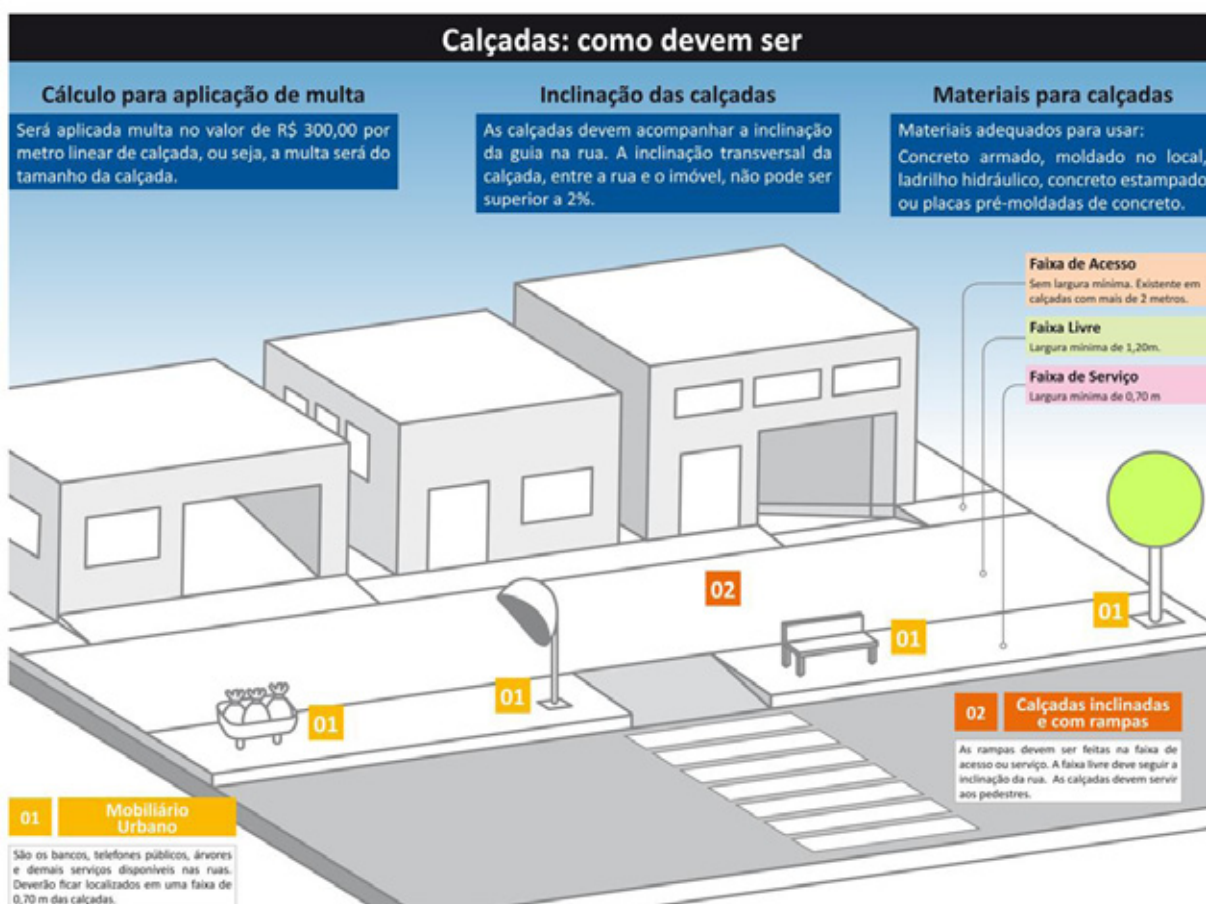 Calçadas: como devem ser
Cálculo para aplicação de multa
Será aplicada multa no valor de R$ 300,00 por
metro linear de calçada, ou seja, a multa será do
tamanho da calçada.
Inclinação das calçadas
As calçadas devem acompanhar a inclinação
da guia na rua. A inclinação transversal da
calçada, entre a rua e o imóvel, não pode ser
superior a 2%.
Materiais para calçadas
Materiais adequados para usar:
Concreto armado, moldado no local,
ladrilho hidráulico, concreto estampado
ou placas pré-moldadas de concreto.
Faixa de Acesso
Sem largura mínima. Existente em
calçadas com mais de 2 metros.
Faixa Livre
Largura mínima de 1,20m.
Faixa de Serviço
Largura mínima de 0,70 m
02
01
01
01
01
02 Calçadas inclinadas
e com rampas
As rampas devem ser feitas na faixa de
acesso ou serviço. A faixa livre deve seguir a
inclinação da rua. As calçadas devem servir
aos pedestres.
01 Mobiliário
Urbano
São os bancos, telefones públicos, árvores
e demais serviços disponíveis nas ruas.
Deverão ficar localizados em uma faixa de
0,70 m das calçadas.